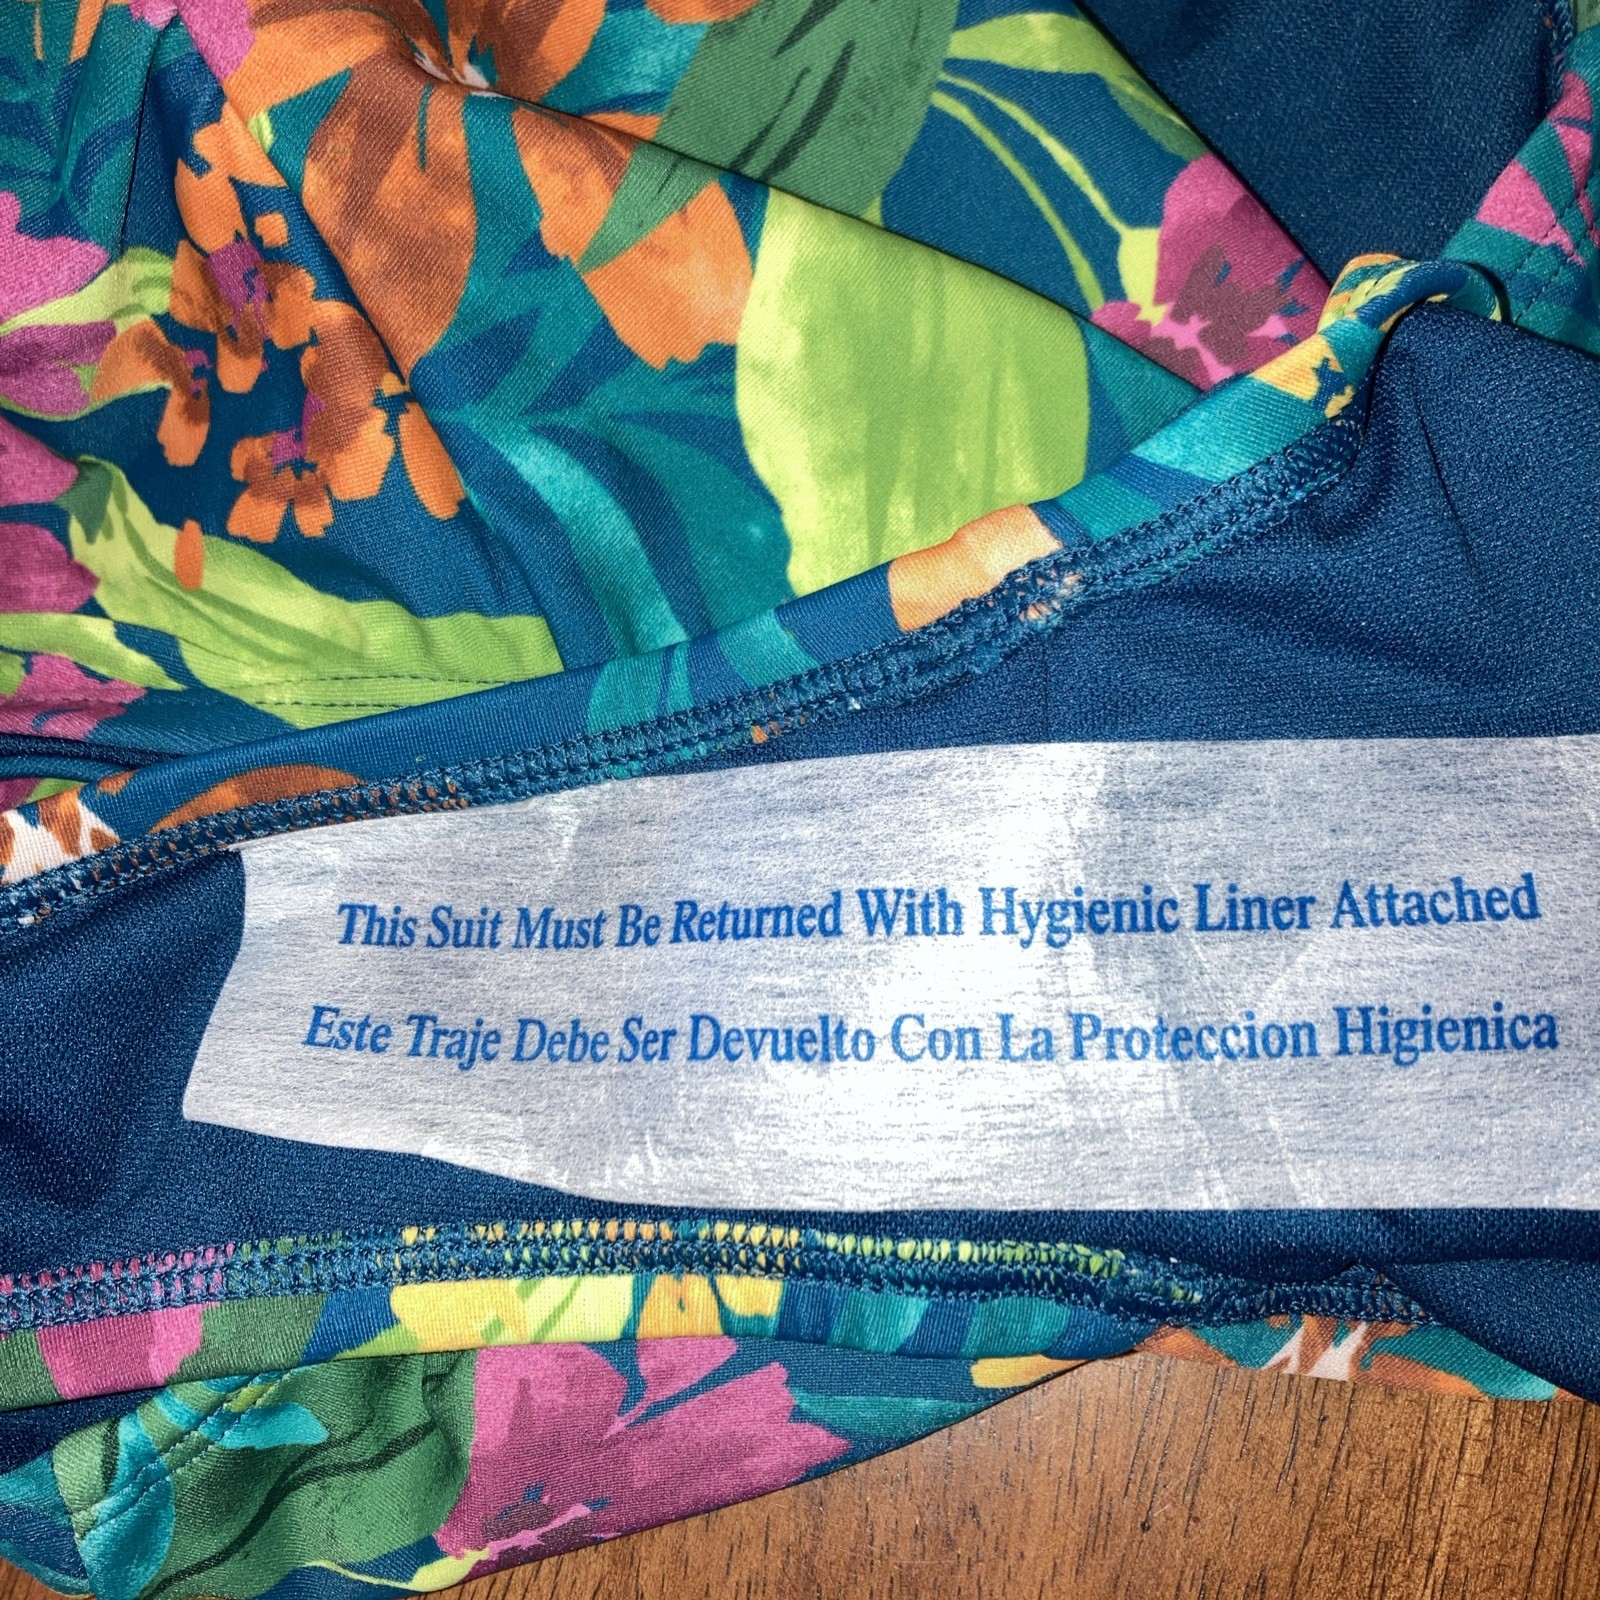 This Suit Must Be Returned With Hygienic Liner Attached
Este Traje Debe Ser Devuelto Con La Proteccion Higienica